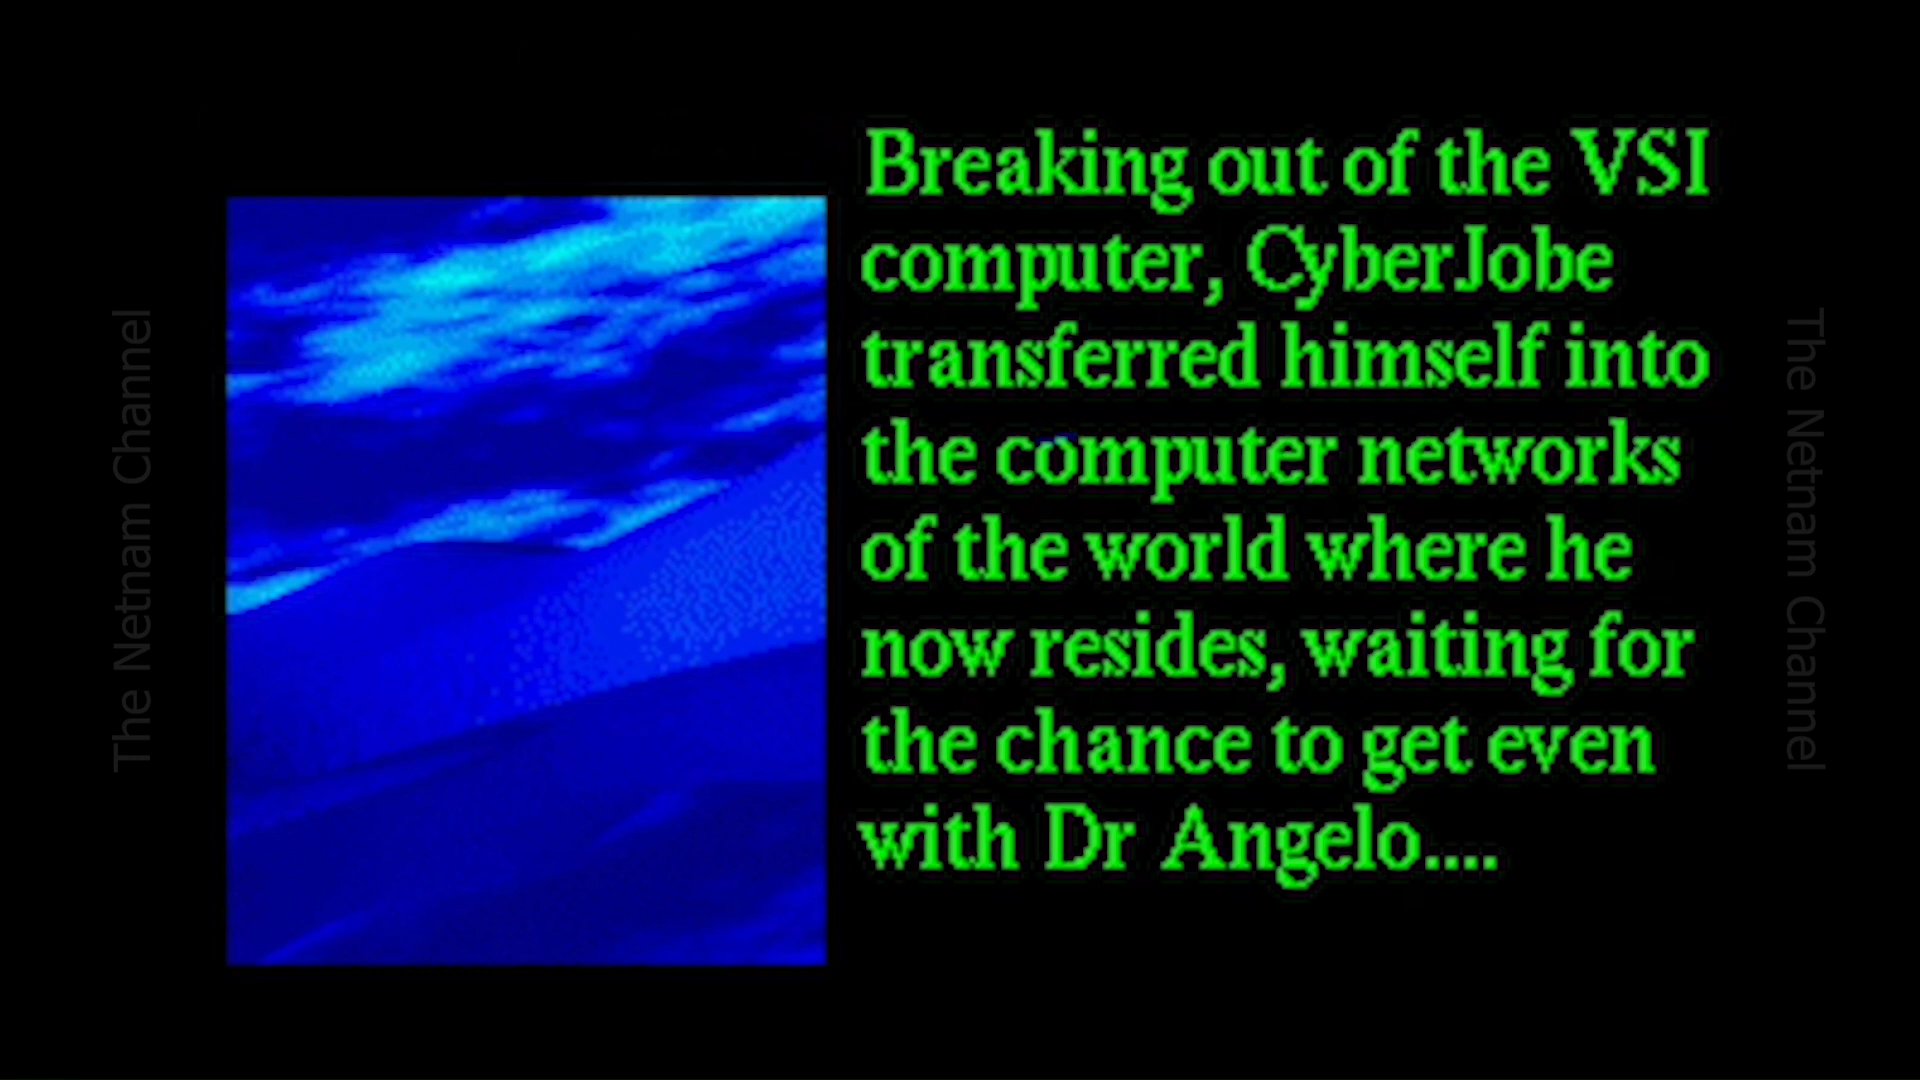 Breaking out of the VSI
computer, CyberJobe
transferred himself into
the computer networks
of the world where he
now resides, waiting for
the chance to get even
with Dr Angelo....
The Netnam Channel
The Netnam Channel